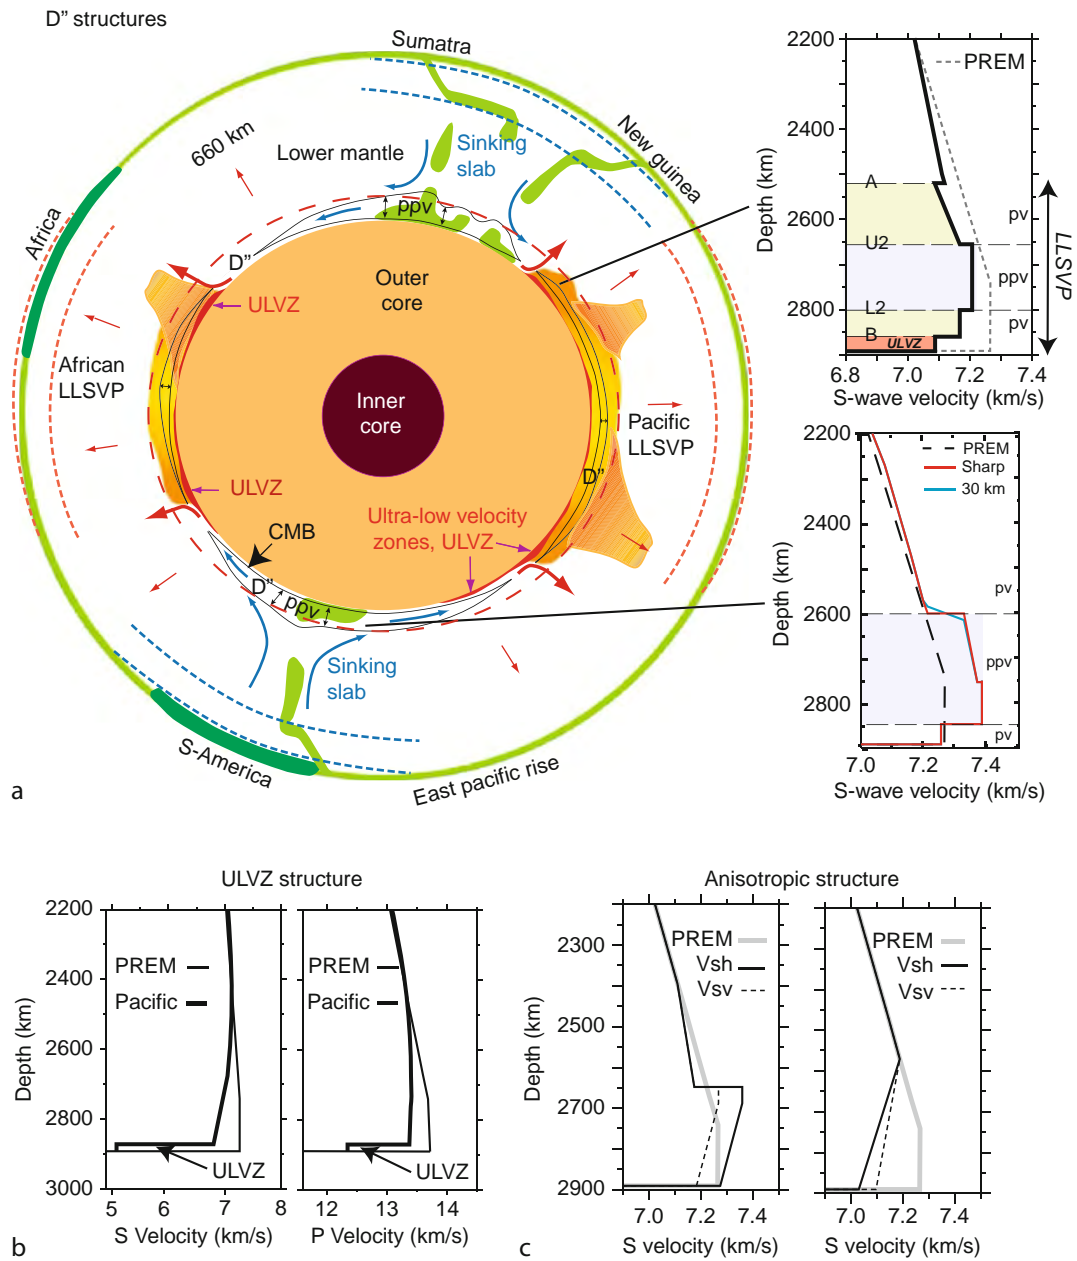 D” structures
Sumatra
New guinea
660 km
Lower mantle
Sinking
slab
ppv
Africa
D”
Outer
core
ULVZ
African
LLSVP
Inner
core
Pacific
LLSVP
D”
ULVZ
Ultra-low velocity
zones, ULVZ
CMB
D”
ppv
Sinking
slab
S-America
East pacific rise
a
2200
2400
2600
2800
Depth (km)
PREM
A
U2
L2
B
ULVZ
pv
ppv
pv
LLSVP
6.8 7.0 7.2 7.4
S-wave velocity (km/s)
2200
2400
2600
2800
Depth (km)
PREM
Sharp
30 km
pv
ppv
pv
7.0 7.2 7.4
S-wave velocity (km/s)
ULVZ structure
2200
2400
2600
2800
3000
Depth (km)
PREM
Pacific
ULVZ
5 6 7 8
S Velocity (km/s)
PREM
Pacific
ULVZ
12 13 14
P Velocity (km/s)
b
Anisotropic structure
2300
2500
2700
2900
Depth (km)
PREM
Vsh
Vsv
7.0 7.2 7.4
S velocity (km/s)
PREM
Vsh
Vsv
7.0 7.2 7.4
S velocity (km/s)
c